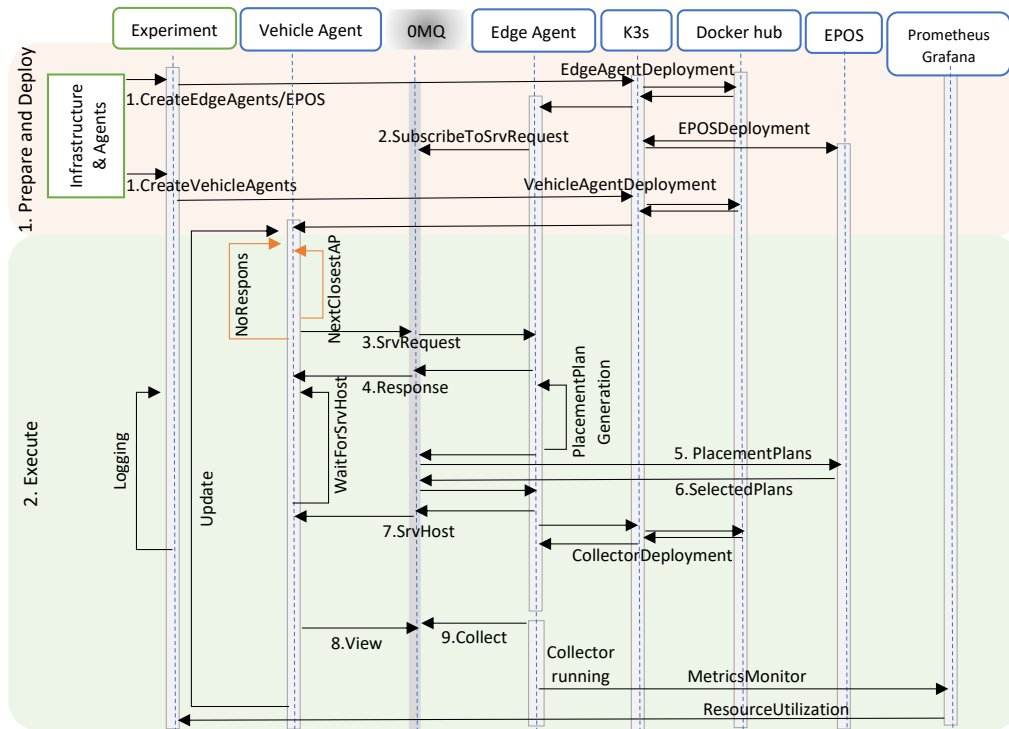 Experiment
Vehicle Agent
0MQ
Edge Agent
K3s
Docker hub
EPOS
Prometheus
Grafana
1. Prepare and Deploy
Infrastructure
& Agents
EdgeAgentDeployment
1.CreateEdgeAgents/EPOS
2.SubscribeToSrvRequest
EPOSDeployment
1.CreateVehicleAgents
VehicleAgentDeployment
2. Execute
NoRespons
NextClosestAP
3.SrvRequest
4.Response
Logging
Update
WaitForSrvHost
PlacementPlan
Generation
5. PlacementPlans
6.SelectedPlans
7.SrvHost
CollectorDeployment
8.View
9.Collect
Collector
running
MetricsMonitor
ResourceUtilization